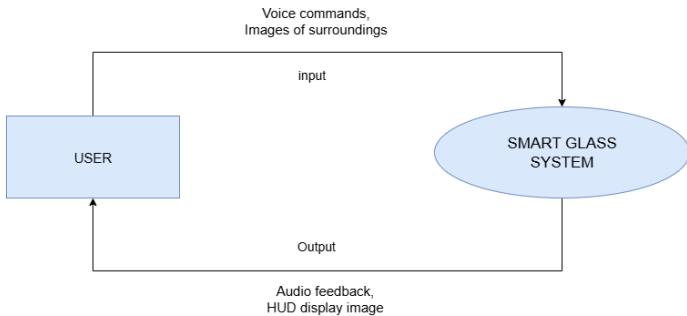 Voice commands,
Images of surroundings
input
USER
SMART GLASS
SYSTEM
Output
Audio feedback,
HUD display image